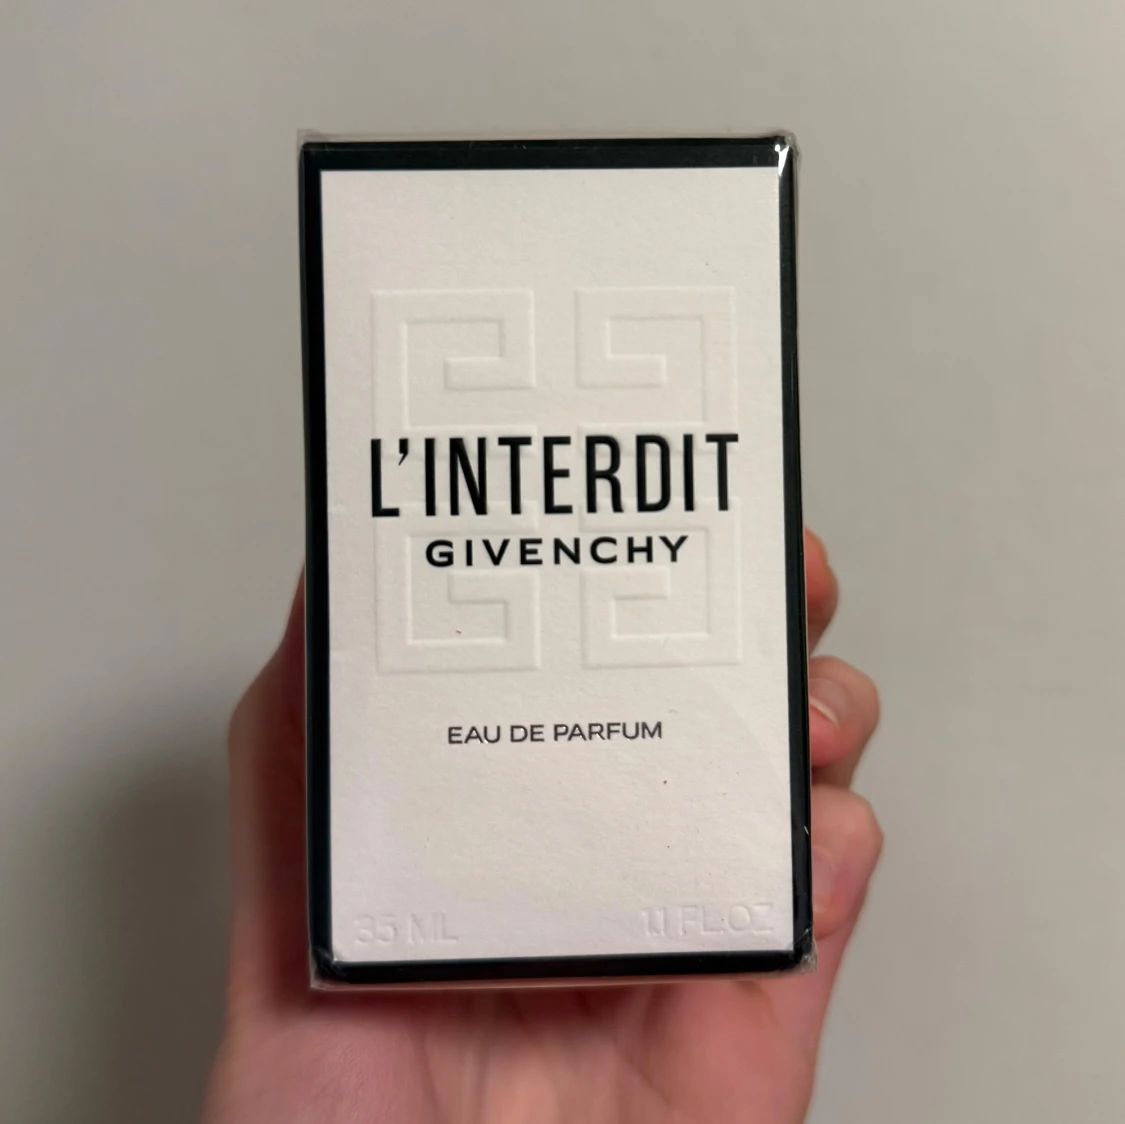 L'INTERDIT
GIVENCHY
EAU DE PARFUM
35 ML 1.1 FL.OZ